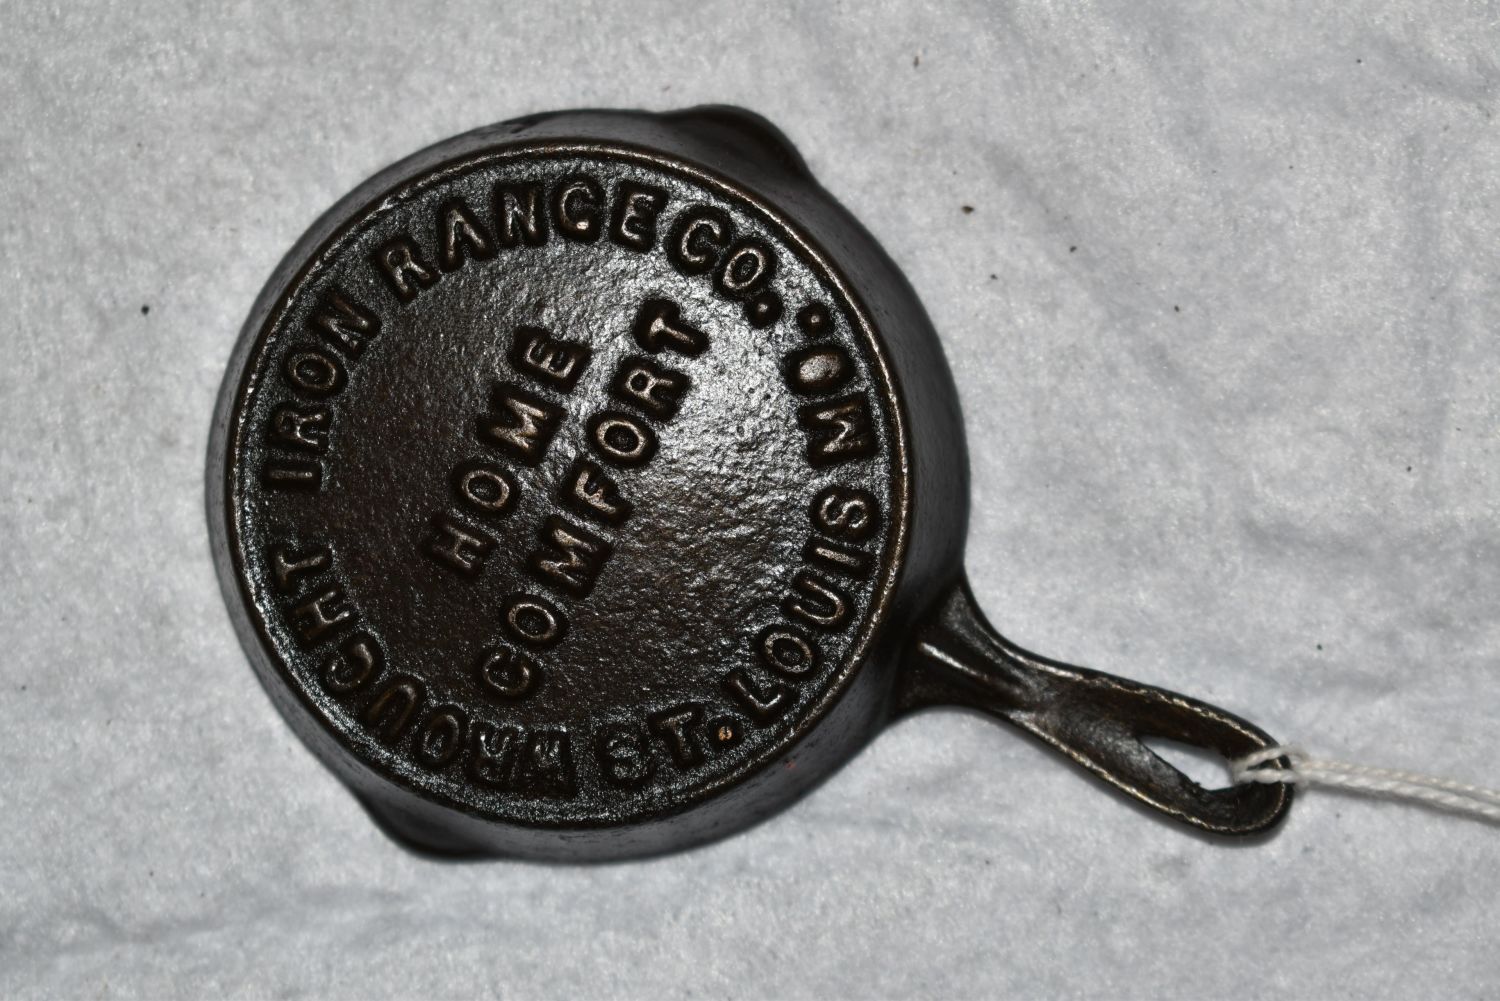 WROUGHT IRON RANGE CO.
ST. LOUIS MO.
HOME
COMFORT